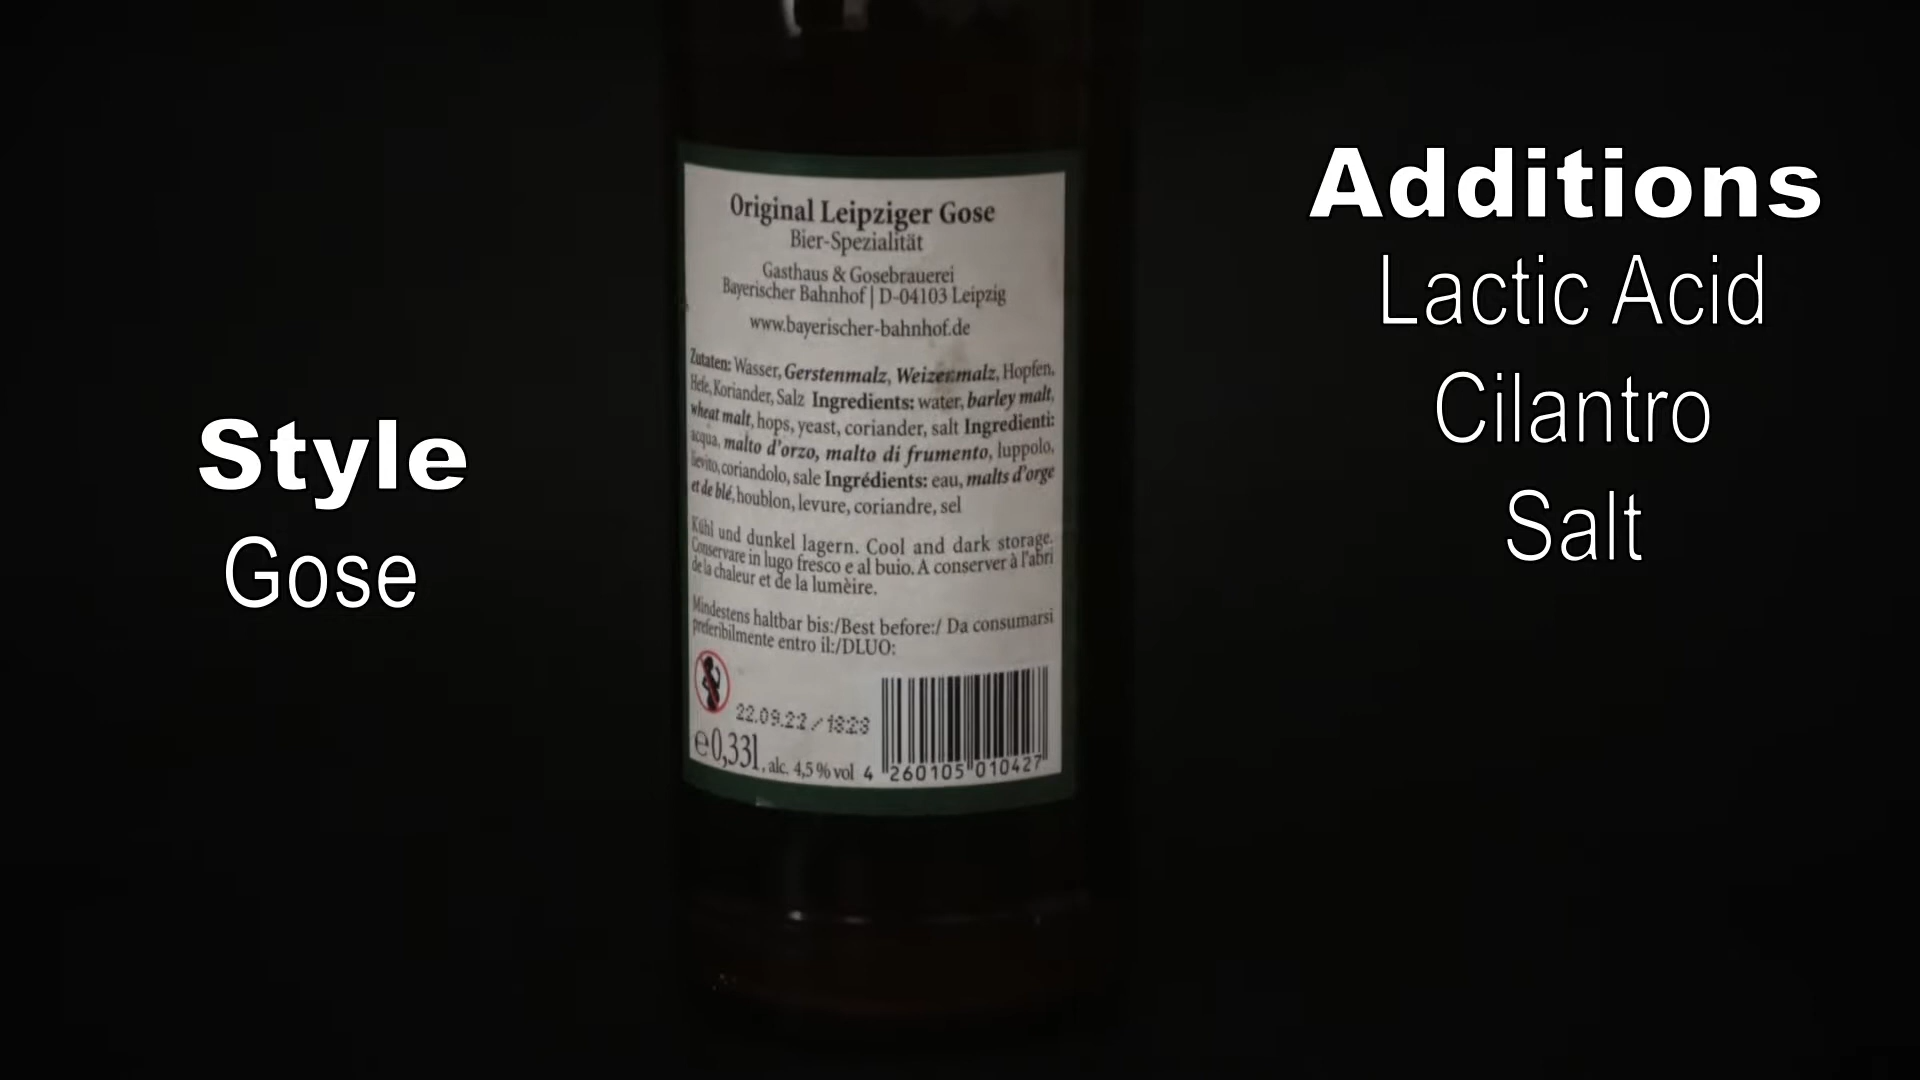 Style
Gose
Original Leipziger Gose
Bier-Spezialität
Gasthaus & Gosebrauerei
Bayerischer Bahnhof | D-04103 Leipzig
www.bayerischer-bahnhof.de
Zutaten: Wasser, Gerstenmalz, Weizenmalz, Hopfen,
Hefe, Koriander, Salz Ingredients: water, barley malt,
wheat malt, hops, yeast, coriander, salt Ingredienti:
acqua, malto d'orzo, malto di frumento, luppolo,
lievito, coriandolo, sale Ingrédients: eau, malts d'orge
et de blé, houblon, levure, coriandre, sel
Kühl und dunkel lagern. Cool and dark storage.
Conservare in lugo fresco e al buio. A conserver à l'abri
de la chaleur et de la lumèire.
Mindestens haltbar bis:/Best before:/ Da consumarsi
preferibilmente entro il:/DLUO:
22.09.22 / 18:23
e 0,33l, alc. 4,5 % vol
4 260105 010427
Additions
Lactic Acid
Cilantro
Salt